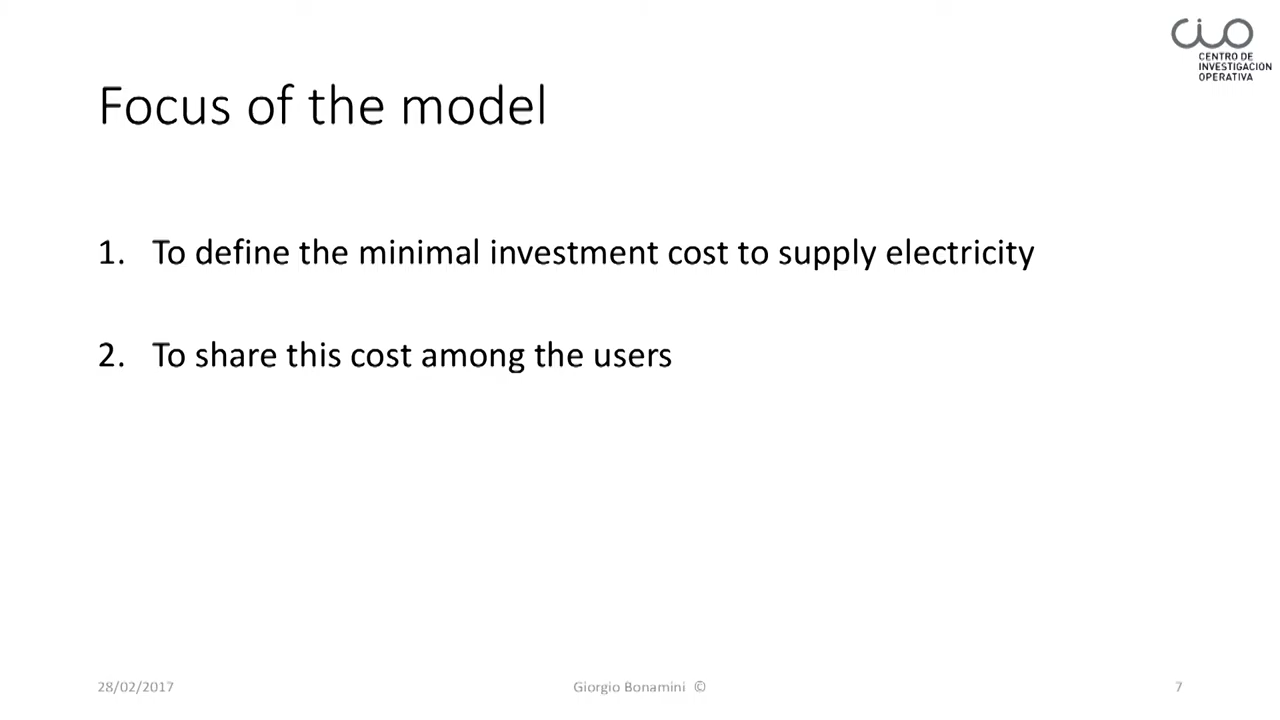 CIO
CENTRO DE
INVESTIGACION
OPERATIVA
Focus of the model
1. To define the minimal investment cost to supply electricity
2. To share this cost among the users
28/02/2017
Giorgio Bonamini ©
7